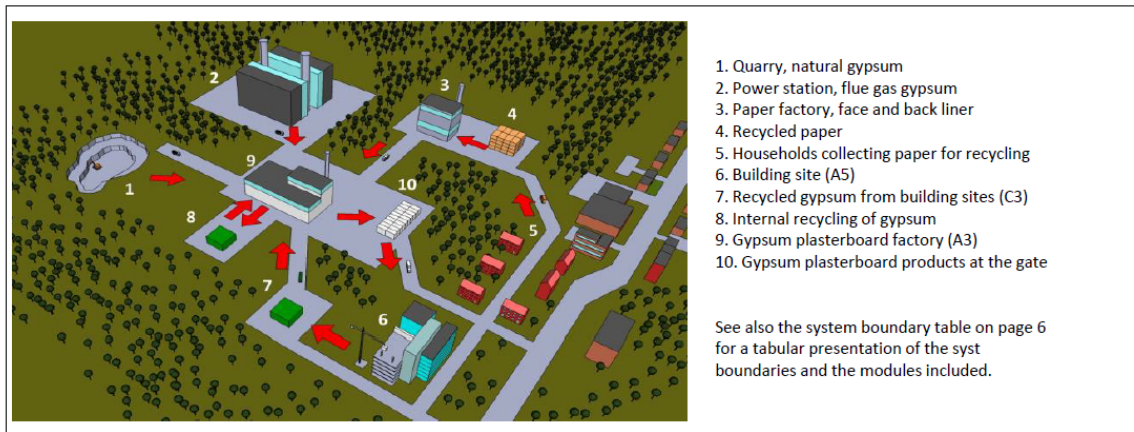 2
3
4
9
10
1
8
5
7
6
1. Quarry, natural gypsum
2. Power station, flue gas gypsum
3. Paper factory, face and back liner
4. Recycled paper
5. Households collecting paper for recycling
6. Building site (A5)
7. Recycled gypsum from building sites (C3)
8. Internal recycling of gypsum
9. Gypsum plasterboard factory (A3)
10. Gypsum plasterboard products at the gate
See also the system boundary table on page 6
for a tabular presentation of the syst
boundaries and the modules included.